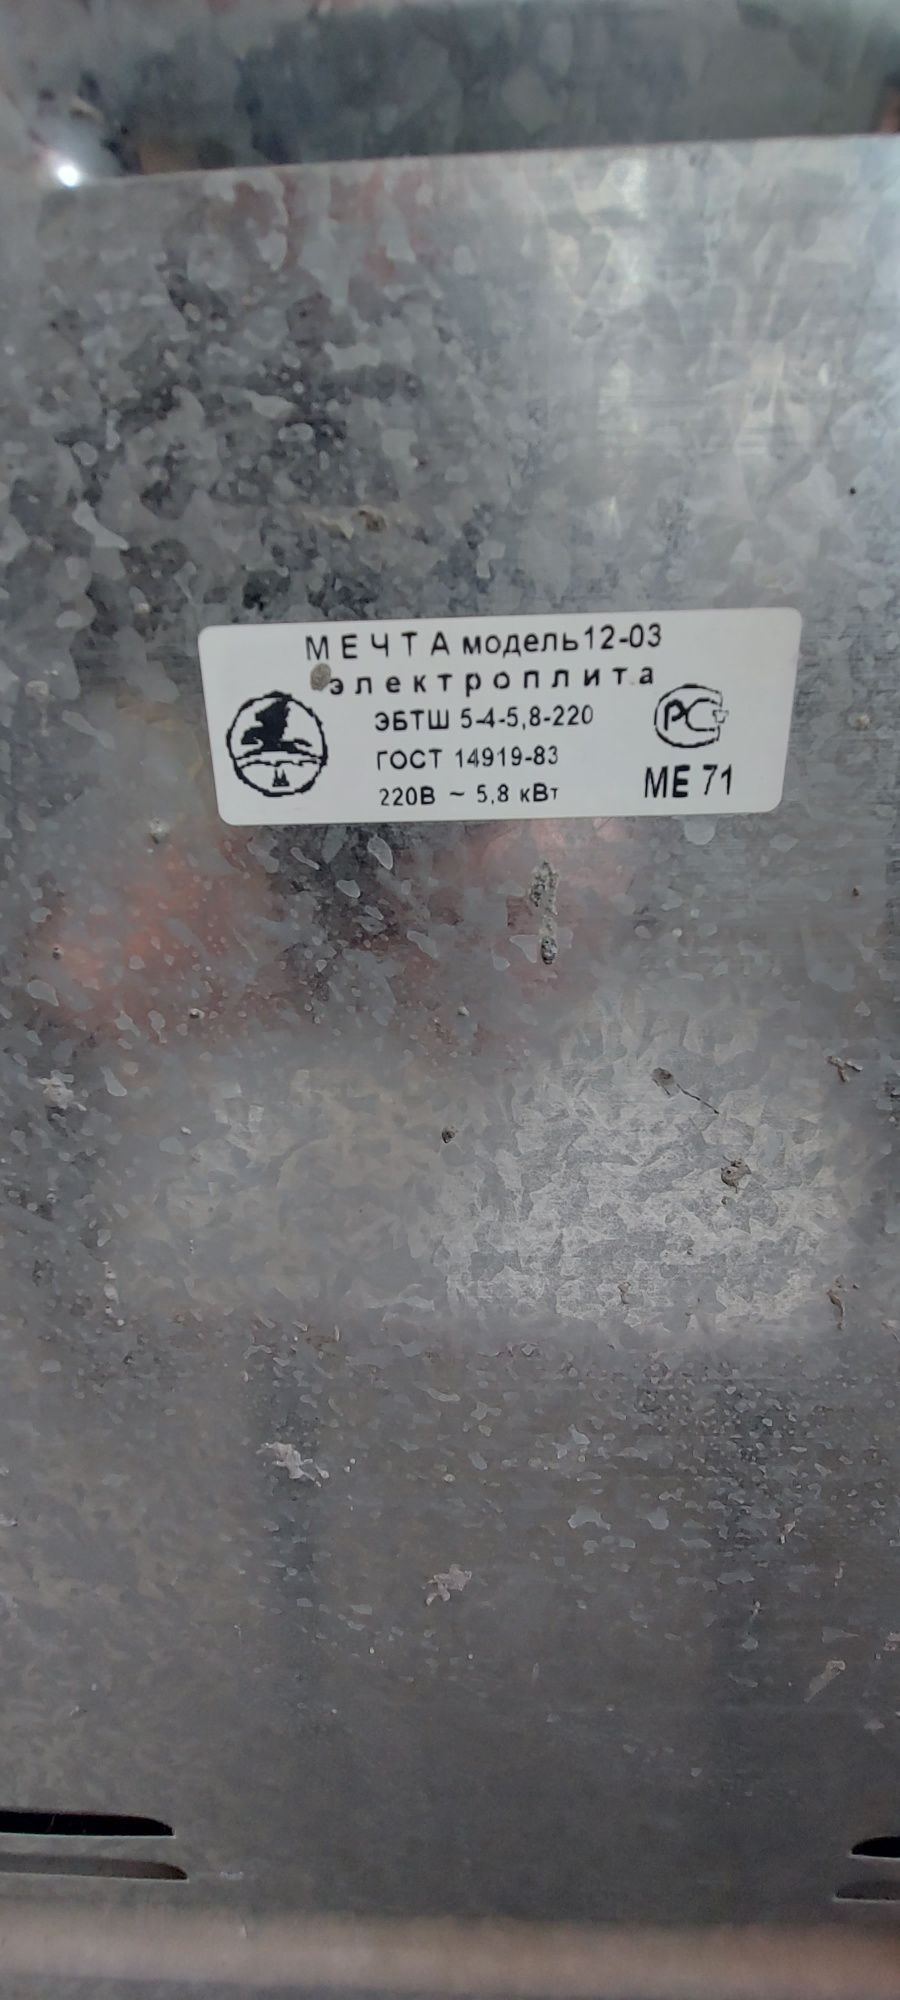 МЕЧТА модель12-03
электроплита
ЭБТШ 5-4-5,8-220
ГОСТ 14919-83
220В ~ 5,8 кВт
РСТ
МЕ 71